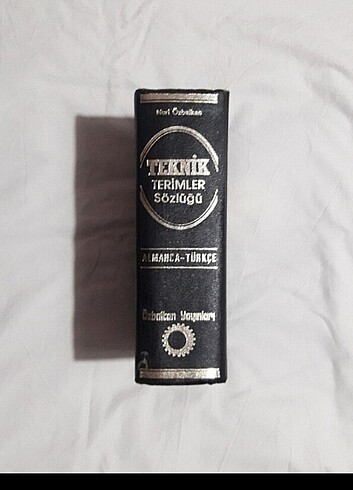 Nuri Özbalkan
TEKNİK
TERİMLER
SÖZLÜĞÜ
ALMANCA-TÜRKÇE
Özbalkan Yayınları